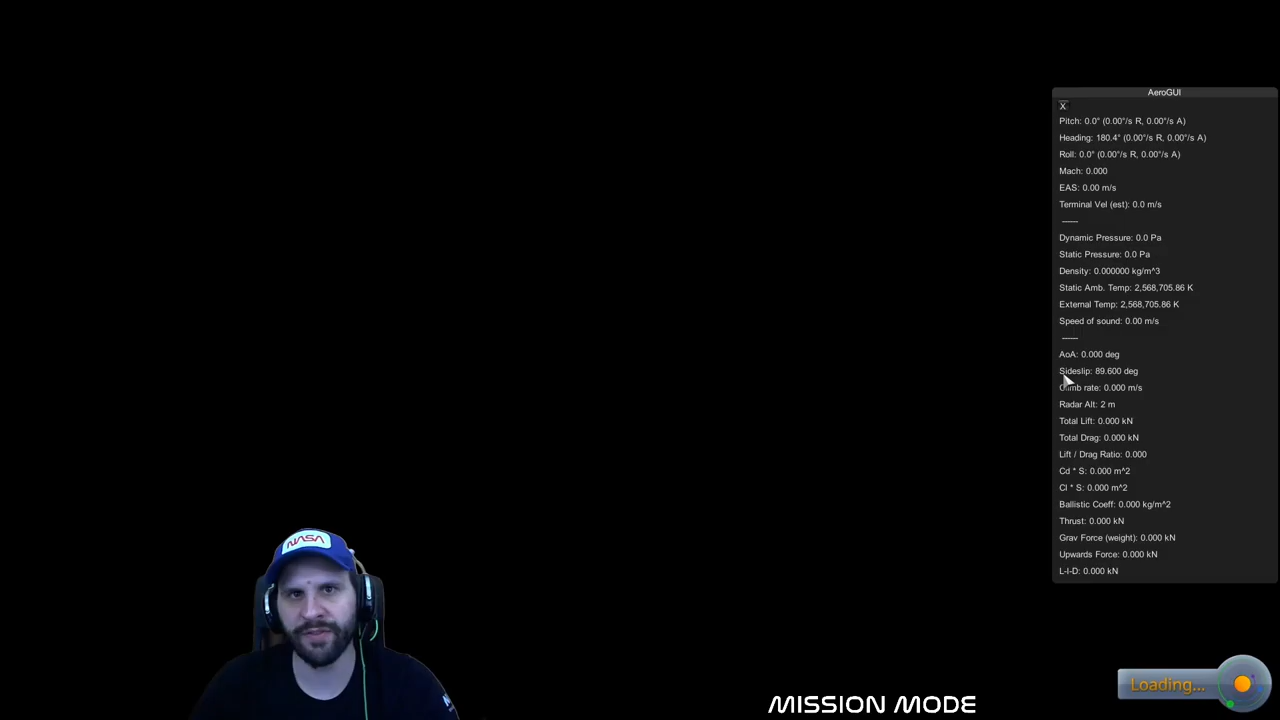 AeroGUI
X
Pitch: 0.0° (0.00°/s R, 0.00°/s A)
Heading: 180.4° (0.00°/s R, 0.00°/s A)
Roll: 0.0° (0.00°/s R, 0.00°/s A)
Mach: 0.000
EAS: 0.00 m/s
Terminal Vel (est): 0.0 m/s
-----
Dynamic Pressure: 0.0 Pa
Static Pressure: 0.0 Pa
Density: 0.000000 kg/m^3
Static Amb. Temp: 2,568,705.86 K
External Temp: 2,568,705.86 K
Speed of sound: 0.00 m/s
-----
AoA: 0.000 deg
Sideslip: 89.600 deg
Climb rate: 0.000 m/s
Radar Alt: 2 m
Total Lift: 0.000 kN
Total Drag: 0.000 kN
Lift / Drag Ratio: 0.000
Cd * S: 0.000 m^2
Cl * S: 0.000 m^2
Ballistic Coeff: 0.000 kg/m^2
Thrust: 0.000 kN
Grav Force (weight): 0.000 kN
Upwards Force: 0.000 kN
L-I-D: 0.000 kN
NASA
Loading...
MISSION MODE